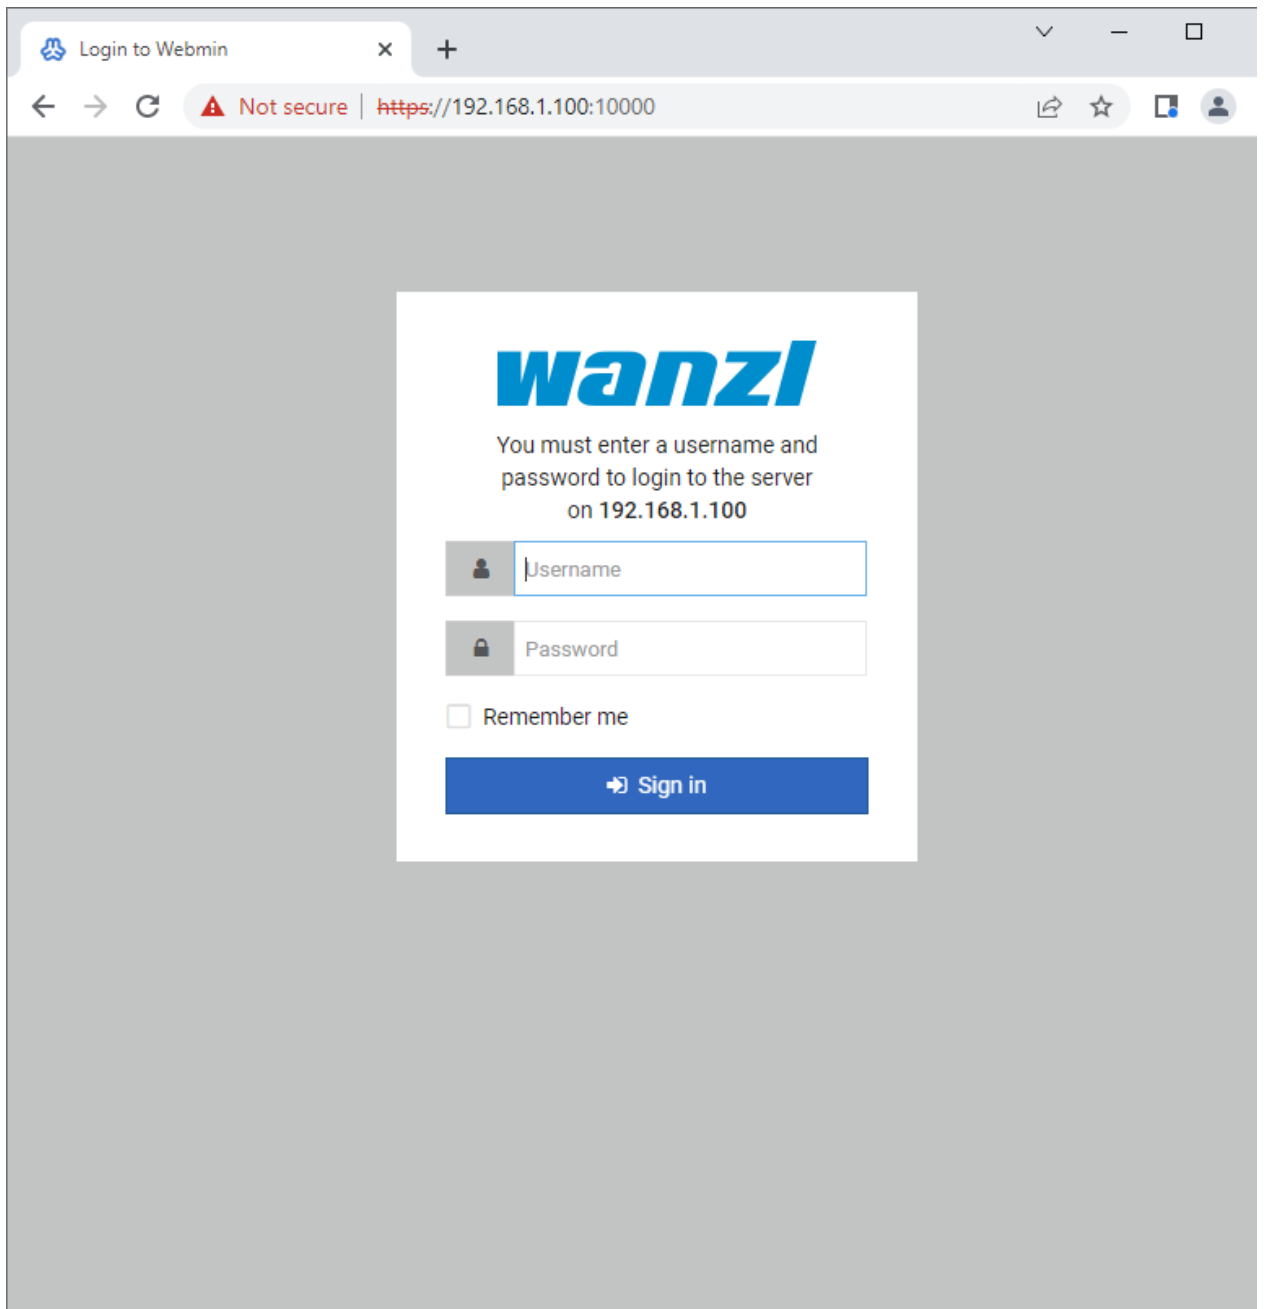 Login to Webmin
Not secure https://192.168.1.100:10000
wanzl
You must enter a username and
password to login to the server
on 192.168.1.100
Username
Password
Remember me
Sign in